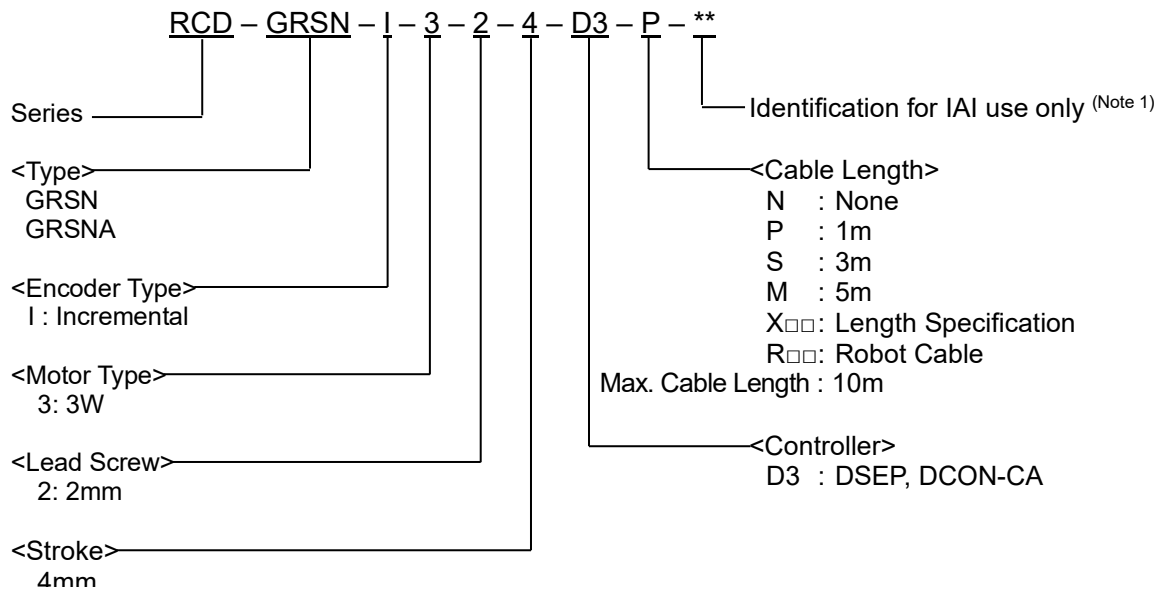 RCD – GRSN – I – 3 – 2 – 4 – D3 – P – **
Series
<Type>
GRSN
GRSNA
<Encoder Type>
I : Incremental
<Motor Type>
3: 3W
<Lead Screw>
2: 2mm
<Stroke>
4mm
Identification for IAI use only (Note 1)
<Cable Length>
N : None
P : 1m
S : 3m
M : 5m
X□□: Length Specification
R□□: Robot Cable
Max. Cable Length : 10m
<Controller>
D3 : DSEP, DCON-CA